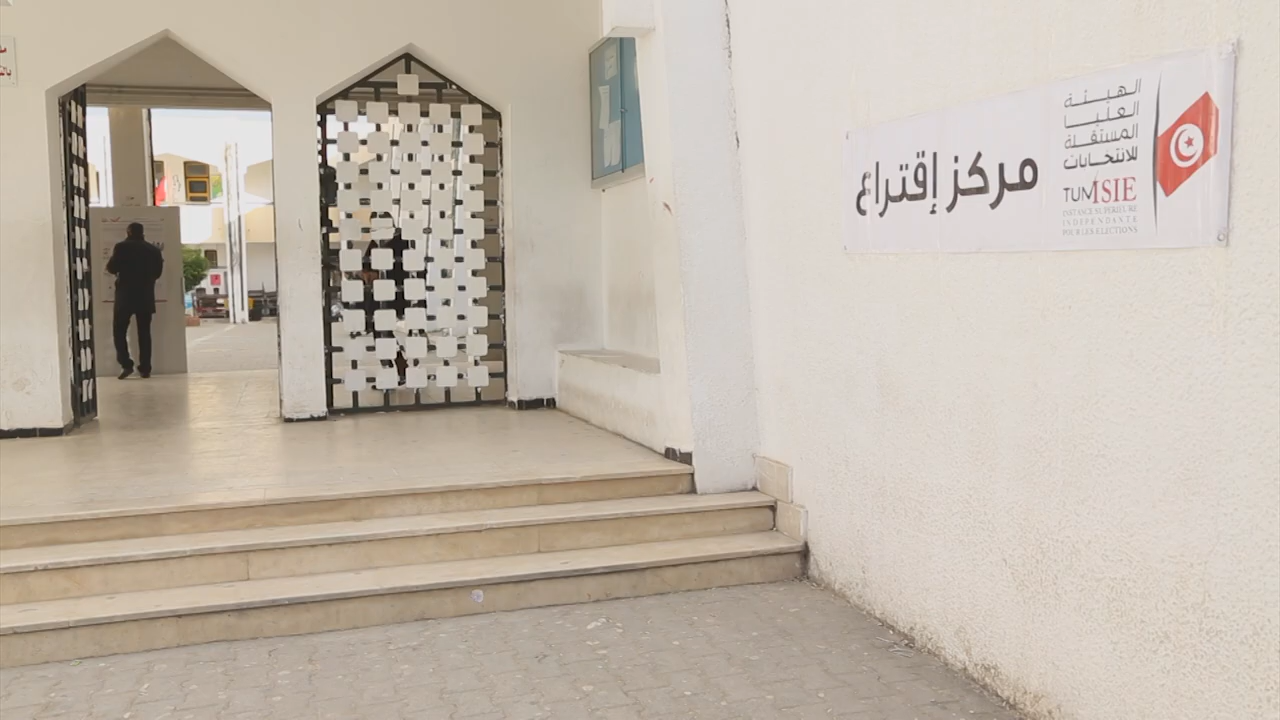 مركز إقتراع
الهيئة
العليا
المستقلة
للانتخابات
TUNISIE
INSTANCE SUPERIEURE
INDEPENDANTE
POUR LES ELECTIONS